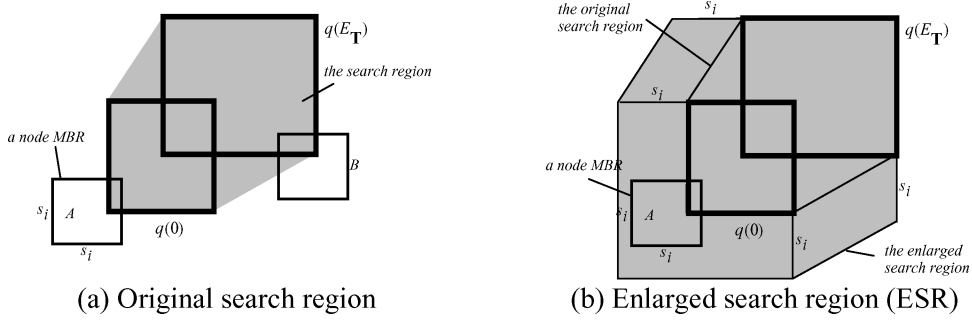 q(E_T)
the search region
a node MBR
B
s_i
A
s_i
q(0)
(a) Original search region
the original
search region
s_i
q(E_T)
s_i
a node MBR
s_i
A
s_i
s_i
q(0)
s_i
the enlarged
search region
(b) Enlarged search region (ESR)